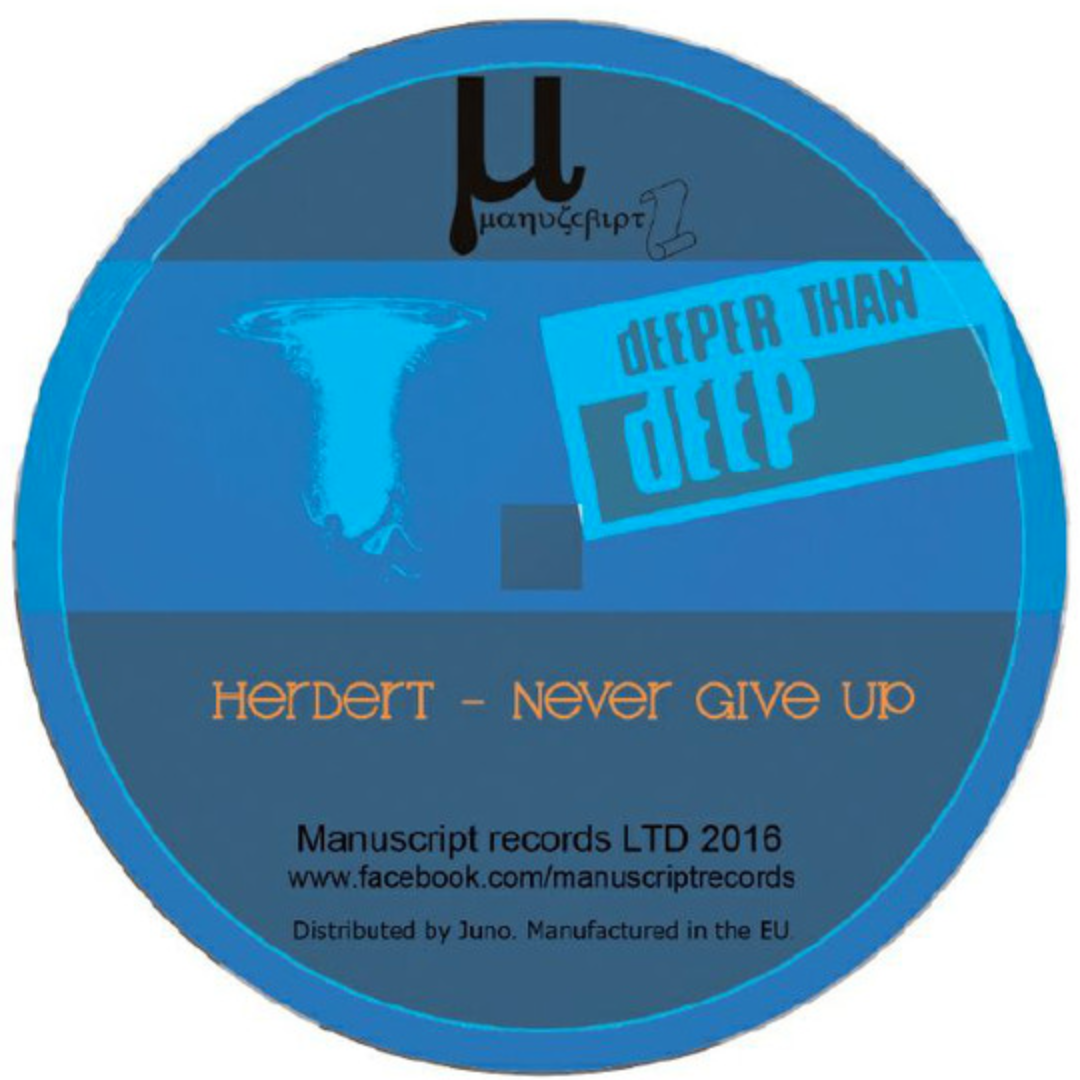 μ
μαηυζςβιρτ
DEEPER THAN
DEEP
HERBERT - NEVER GIVE UP
Manuscript records LTD 2016
www.facebook.com/manuscriptrecords
Distributed by Juno. Manufactured in the EU.